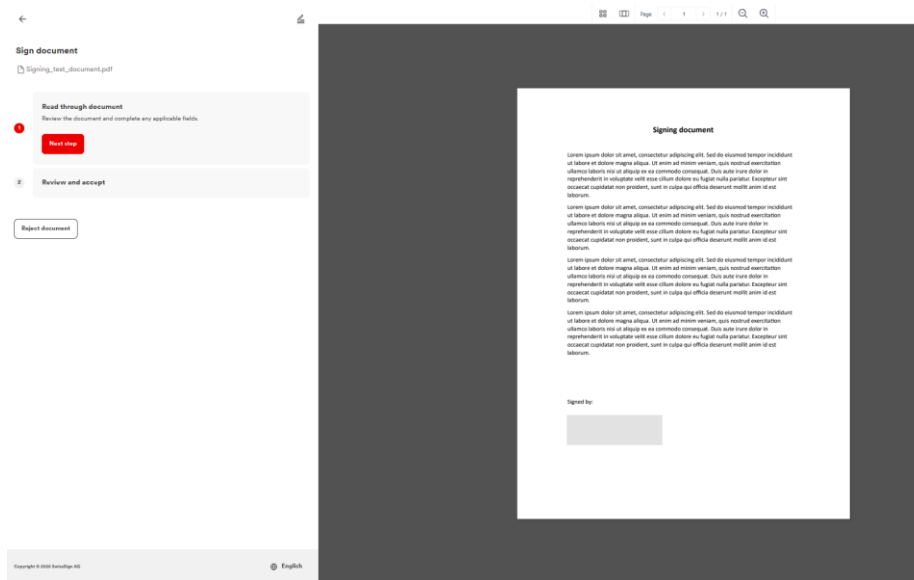 Page 1 1 / 1
Sign document
Signing_test_document.pdf
1
Read through document
Review the document and complete any applicable fields.
Next step
2
Review and accept
Reject document
Signing document
Lorem ipsum dolor sit amet, consectetur adipiscing elit. Sed do eiusmod tempor incididunt
ut labore et dolore magna aliqua. Ut enim ad minim veniam, quis nostrud exercitation
ullamco laboris nisi ut aliquip ex ea commodo consequat. Duis aute irure dolor in
reprehenderit in voluptate velit esse cillum dolore eu fugiat nulla pariatur. Excepteur sint
occaecat cupidatat non proident, sunt in culpa qui officia deserunt mollit anim id est
laborum.
Lorem ipsum dolor sit amet, consectetur adipiscing elit. Sed do eiusmod tempor incididunt
ut labore et dolore magna aliqua. Ut enim ad minim veniam, quis nostrud exercitation
ullamco laboris nisi ut aliquip ex ea commodo consequat. Duis aute irure dolor in
reprehenderit in voluptate velit esse cillum dolore eu fugiat nulla pariatur. Excepteur sint
occaecat cupidatat non proident, sunt in culpa qui officia deserunt mollit anim id est
laborum.
Lorem ipsum dolor sit amet, consectetur adipiscing elit. Sed do eiusmod tempor incididunt
ut labore et dolore magna aliqua. Ut enim ad minim veniam, quis nostrud exercitation
ullamco laboris nisi ut aliquip ex ea commodo consequat. Duis aute irure dolor in
reprehenderit in voluptate velit esse cillum dolore eu fugiat nulla pariatur. Excepteur sint
occaecat cupidatat non proident, sunt in culpa qui officia deserunt mollit anim id est
laborum.
Lorem ipsum dolor sit amet, consectetur adipiscing elit. Sed do eiusmod tempor incididunt
ut labore et dolore magna aliqua. Ut enim ad minim veniam, quis nostrud exercitation
ullamco laboris nisi ut aliquip ex ea commodo consequat. Duis aute irure dolor in
reprehenderit in voluptate velit esse cillum dolore eu fugiat nulla pariatur. Excepteur sint
occaecat cupidatat non proident, sunt in culpa qui officia deserunt mollit anim id est
laborum.
Signed by:
Copyright © SwissSign AG
English